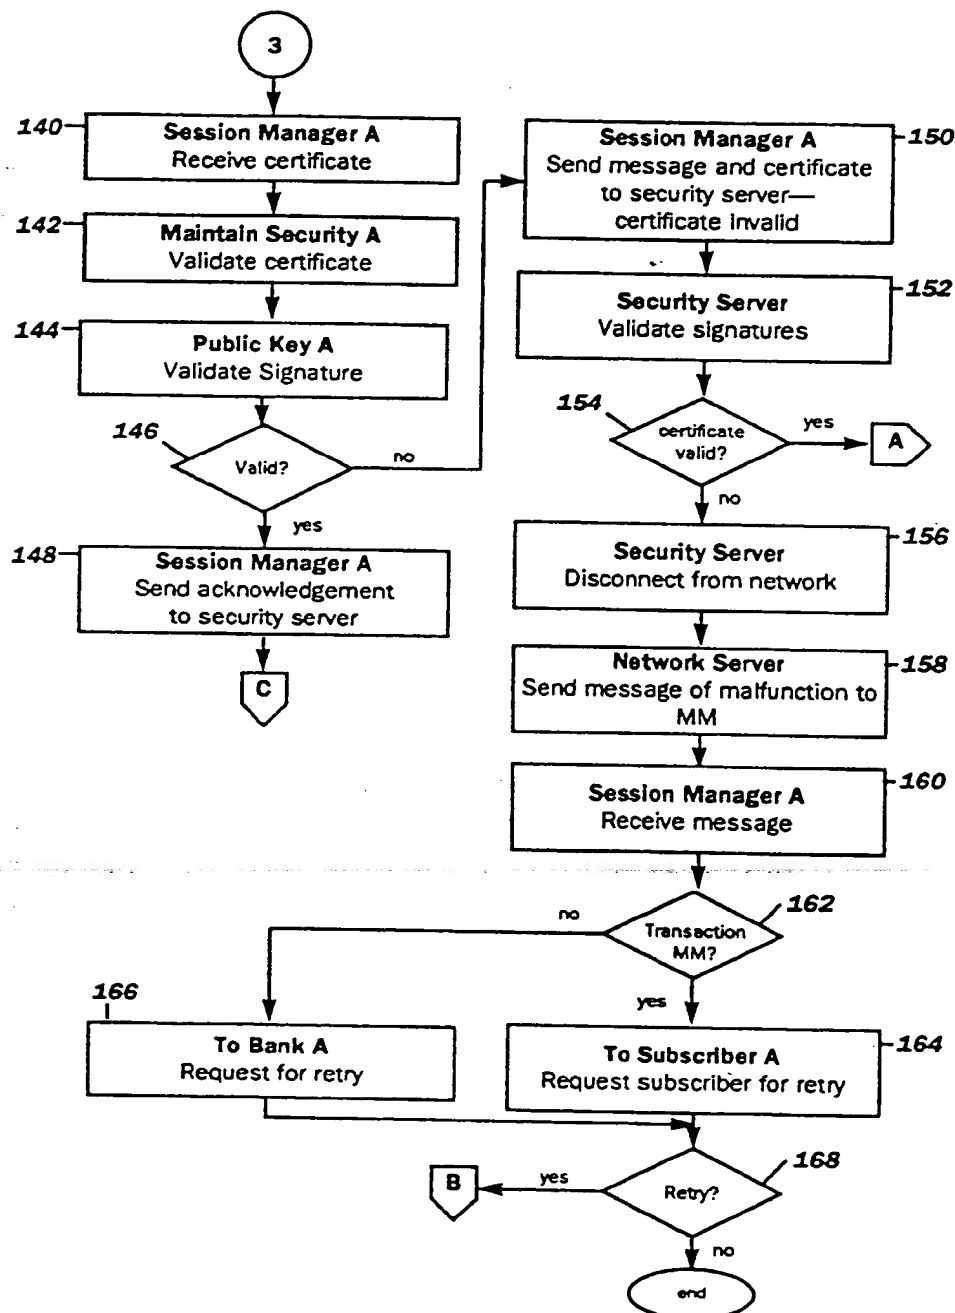 3
140
Session Manager A
Receive certificate
142
Maintain Security A
Validate certificate
144
Public Key A
Validate Signature
146
Valid?
no
yes
148
Session Manager A
Send acknowledgement
to security server
C
150
Session Manager A
Send message and certificate
to security server—
certificate invalid
152
Security Server
Validate signatures
154
certificate
valid?
yes
A
no
156
Security Server
Disconnect from network
158
Network Server
Send message of malfunction to
MM
160
Session Manager A
Receive message
162
Transaction
MM?
no
yes
166
To Bank A
Request for retry
164
To Subscriber A
Request subscriber for retry
168
Retry?
yes
B
no
end